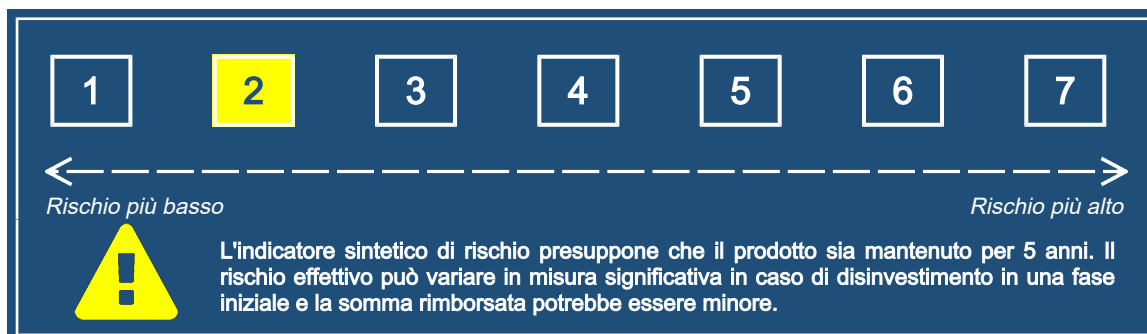 1 2 3 4 5 6 7
Rischio più basso Rischio più alto
L'indicatore sintetico di rischio presuppone che il prodotto sia mantenuto per 5 anni. Il
rischio effettivo può variare in misura significativa in caso di disinvestimento in una fase
iniziale e la somma rimborsata potrebbe essere minore.